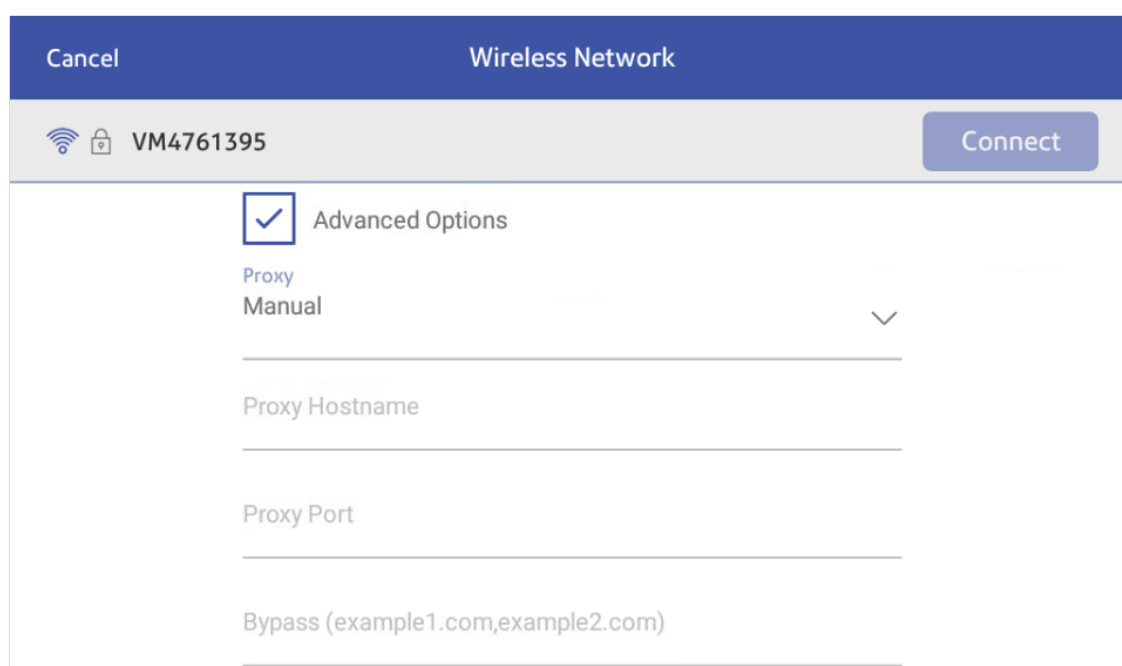 Cancel Wireless Network
VM4761395 Connect
Advanced Options
Proxy
Manual
Proxy Hostname
Proxy Port
Bypass (example1.com,example2.com)